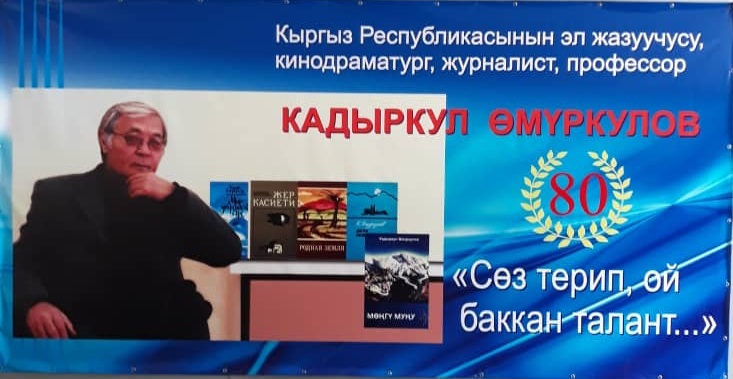 Кыргыз Республикасынын эл жазуучусу,
кинодраматург, журналист, профессор
КАДЫРКУЛ ӨМҮРКУЛОВ
80
ЖЕР
КАСИЕТИ
РОДНАЯ ЗЕМЛЯ
МӨҢГҮ МУҢУ
«Сөз терип, ой
баккан талант...»